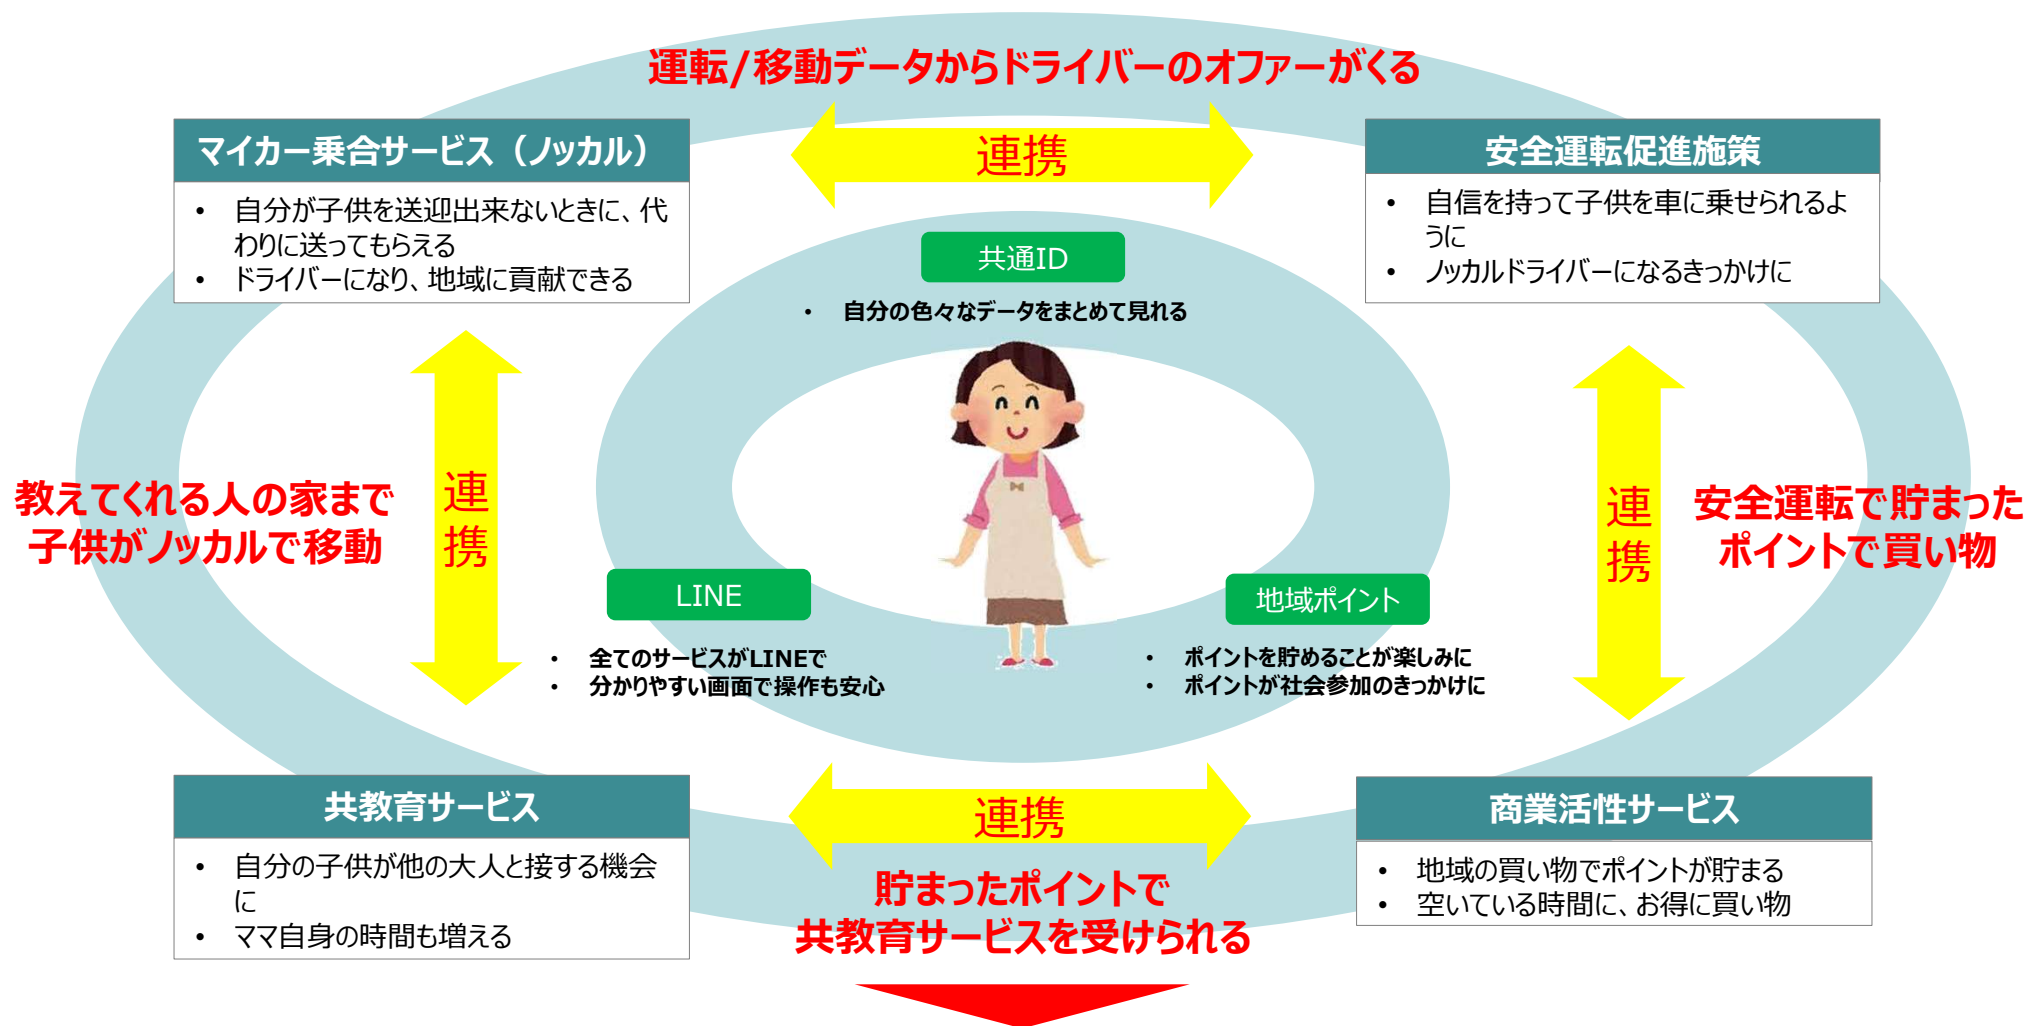 運転/移動データからドライバーのオファーがくる
マイカー乗合サービス（ノッカル）
• 自分が子供を送迎出来ないときに、代
わりに送ってもらえる
• ドライバーになり、地域に貢献できる
連携
安全運転促進施策
• 自信を持って子供を車に乗せられるよ
うに
• ノッカルドライバーになるきっかけに
共通ID
• 自分の色々なデータをまとめて見れる
教えてくれる人の家まで
子供がノッカルで移動
連
携
連
携
安全運転で貯まった
ポイントで買い物
LINE
• 全てのサービスがLINEで
• 分かりやすい画面で操作も安心
地域ポイント
• ポイントを貯めることが楽しみに
• ポイントが社会参加のきっかけに
共教育サービス
• 自分の子供が他の大人と接する機会
に
• ママ自身の時間も増える
連携
貯まったポイントで
共教育サービスを受けられる
商業活性サービス
• 地域の買い物でポイントが貯まる
• 空いている時間に、お得に買い物